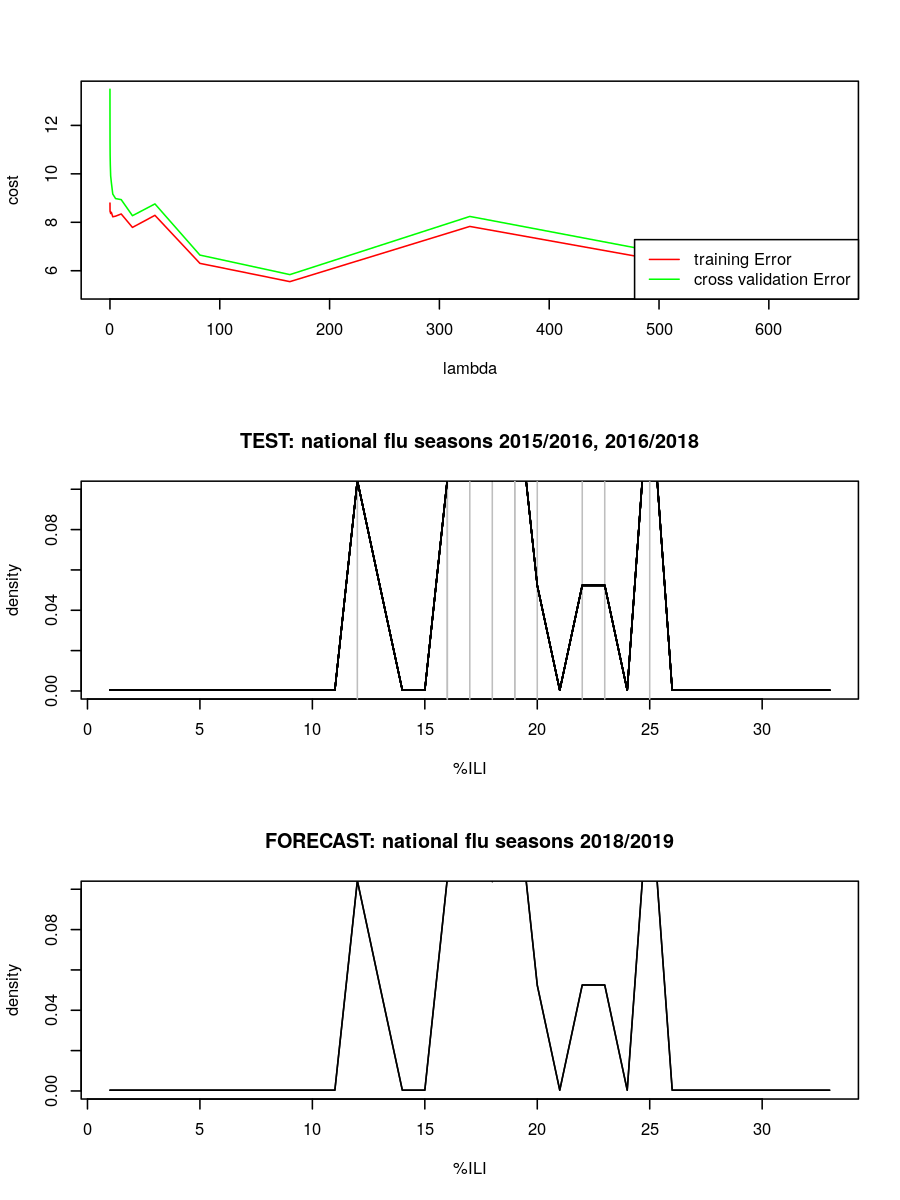 12
10
8
6
cost
training Error
cross validation Error
0 100 200 300 400 500 600
lambda
TEST: national flu seasons 2015/2016, 2016/2018
0.08
0.04
0.00
density
0 5 10 15 20 25 30
%ILI
FORECAST: national flu seasons 2018/2019
0.08
0.04
0.00
density
0 5 10 15 20 25 30
%ILI